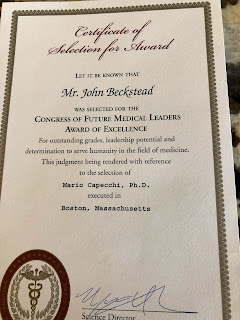 Certificate of
Selection for Award
LET IT BE KNOWN THAT
Mr. John Beckstead
WAS SELECTED FOR THE
CONGRESS OF FUTURE MEDICAL LEADERS
AWARD OF EXCELLENCE
For outstanding grades, leadership potential and
determination to serve humanity in the field of medicine.
This judgment being rendered with reference
to the selection of
Mario Capecchi, Ph.D.
executed in
Boston, Massachusetts
Science Director